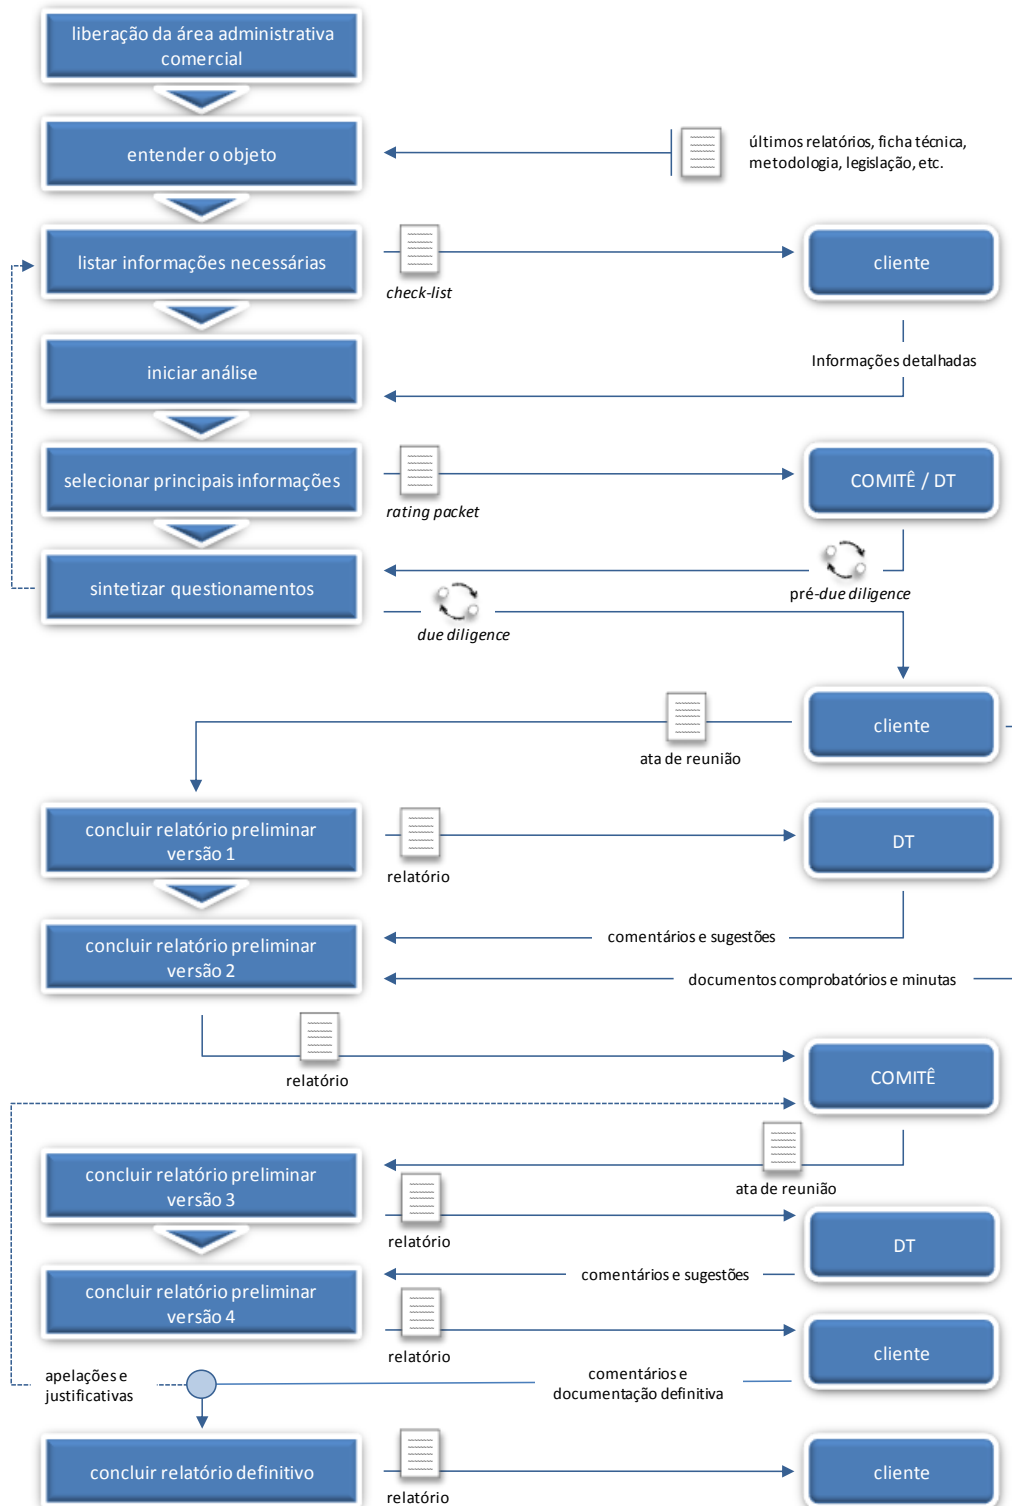 liberação da área administrativa
comercial
entender o objeto
últimos relatórios, ficha técnica,
metodologia, legislação, etc.
listar informações necessárias
check-list
cliente
Informações detalhadas
iniciar análise
selecionar principais informações
rating packet
COMITÊ / DT
pré-due diligence
sintetizar questionamentos
due diligence
cliente
ata de reunião
concluir relatório preliminar
versão 1
relatório
DT
comentários e sugestões
concluir relatório preliminar
versão 2
documentos comprobatórios e minutas
relatório
COMITÊ
ata de reunião
concluir relatório preliminar
versão 3
relatório
DT
comentários e sugestões
concluir relatório preliminar
versão 4
relatório
cliente
apelações e
justificativas
comentários e
documentação definitiva
concluir relatório definitivo
relatório
cliente